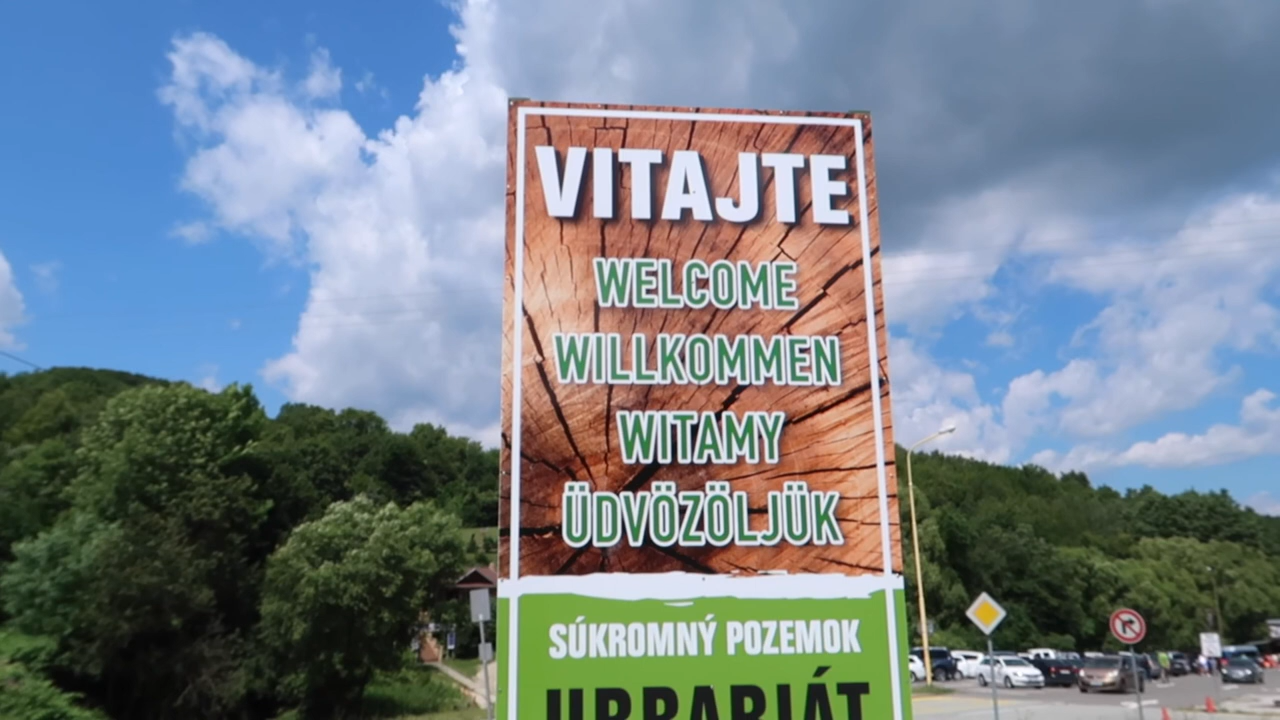 VITAJTE
WELCOME
WILLKOMMEN
WITAMY
ÜDVÖZÖLJÜK
SÚKROMNÝ POZEMOK
URBARIÁT